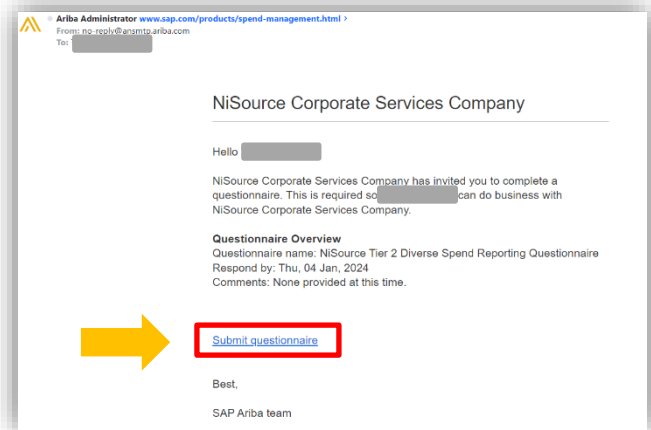 Ariba Administrator www.sap.com/products/spend-management.html >
From: no-reply@ansmtp.ariba.com
To:
NiSource Corporate Services Company
Hello
NiSource Corporate Services Company has invited you to complete a
questionnaire. This is required so can do business with
NiSource Corporate Services Company.
Questionnaire Overview
Questionnaire name: NiSource Tier 2 Diverse Spend Reporting Questionnaire
Respond by: Thu, 04 Jan, 2024
Comments: None provided at this time.
Submit questionnaire
Best,
SAP Ariba team